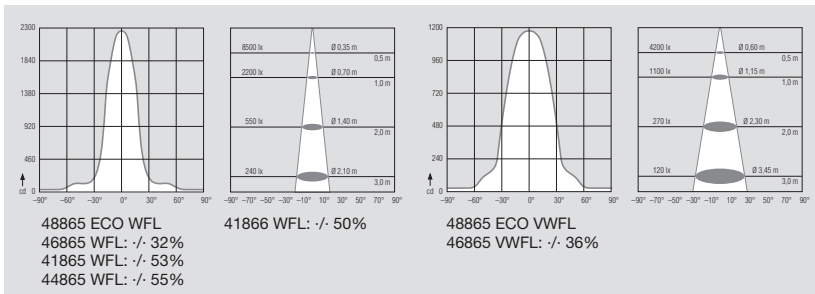 2300
1840
1380
920
460
cd 0
−90° −60° −30° 0° 30° 60° 90°
8500 lx Ø 0,35 m
0,5 m
2200 lx Ø 0,70 m
1,0 m
550 lx Ø 1,40 m
2,0 m
240 lx Ø 2,10 m
3,0 m
−90° −70° −50° −30° −10° 10° 30° 50° 70° 90°
1200
960
720
480
240
cd 0
−90° −60° −30° 0° 30° 60° 90°
4200 lx Ø 0,60 m
0,5 m
1100 lx Ø 1,15 m
1,0 m
270 lx Ø 2,30 m
2,0 m
120 lx Ø 3,45 m
3,0 m
−90° −70° −50° −30° −10° 10° 30° 50° 70° 90°
48865 ECO WFL
46865 WFL: ·/· 32%
41865 WFL: ·/· 53%
44865 WFL: ·/· 55%
41866 WFL: ·/· 50%
48865 ECO VWFL
46865 VWFL: ·/· 36%